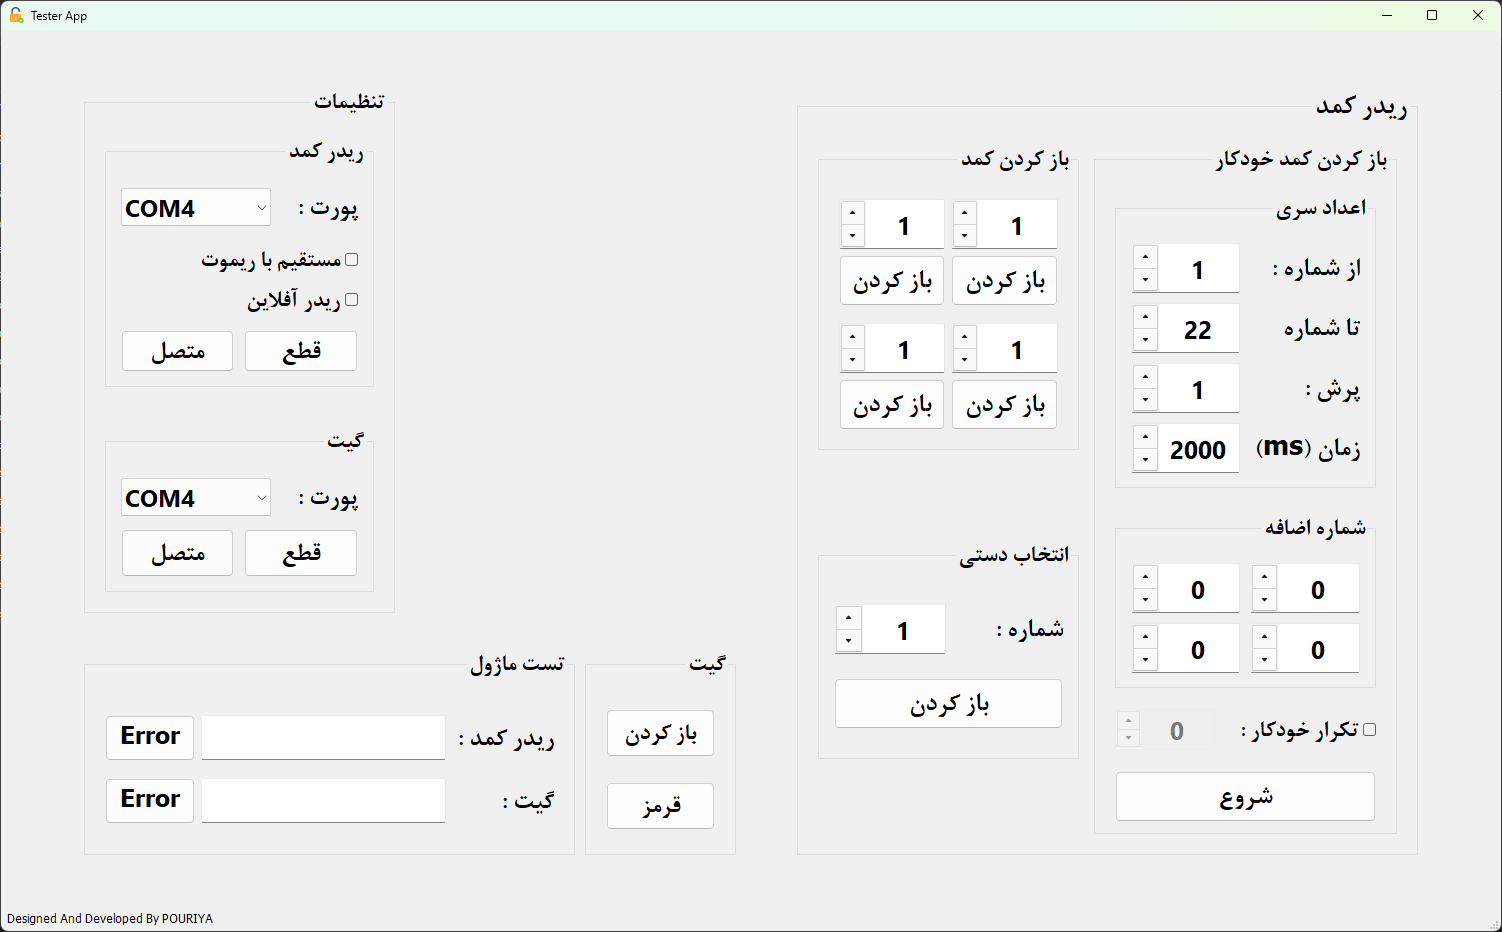 Tester App
تنظیمات
ریدر کمد
پورت :
COM4
مستقیم با ریموت
ریدر آفلاین
قطع
متصل
گیت
پورت :
COM4
قطع
متصل
ریدر کمد
باز کردن کمد خودکار
اعداد سری
از شماره :
1
تا شماره
22
پرش :
1
زمان (ms)
2000
شماره اضافه
0
0
0
0
تکرار خودکار :
0
شروع
باز کردن کمد
1
1
باز کردن
باز کردن
1
1
باز کردن
باز کردن
انتخاب دستی
شماره :
1
باز کردن
گیت
باز کردن
قرمز
تست ماژول
ریدر کمد :
Error
گیت :
Error
Designed And Developed By POURIYA